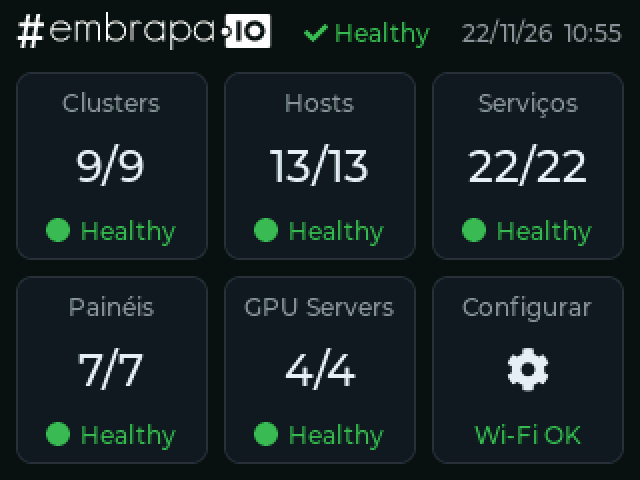 #embrapa IO Healthy 22/11/26 10:55
Clusters Hosts Serviços
9/9 13/13 22/22
Healthy Healthy Healthy
Painéis GPU Servers Configurar
7/7 4/4
Healthy Healthy Wi-Fi OK